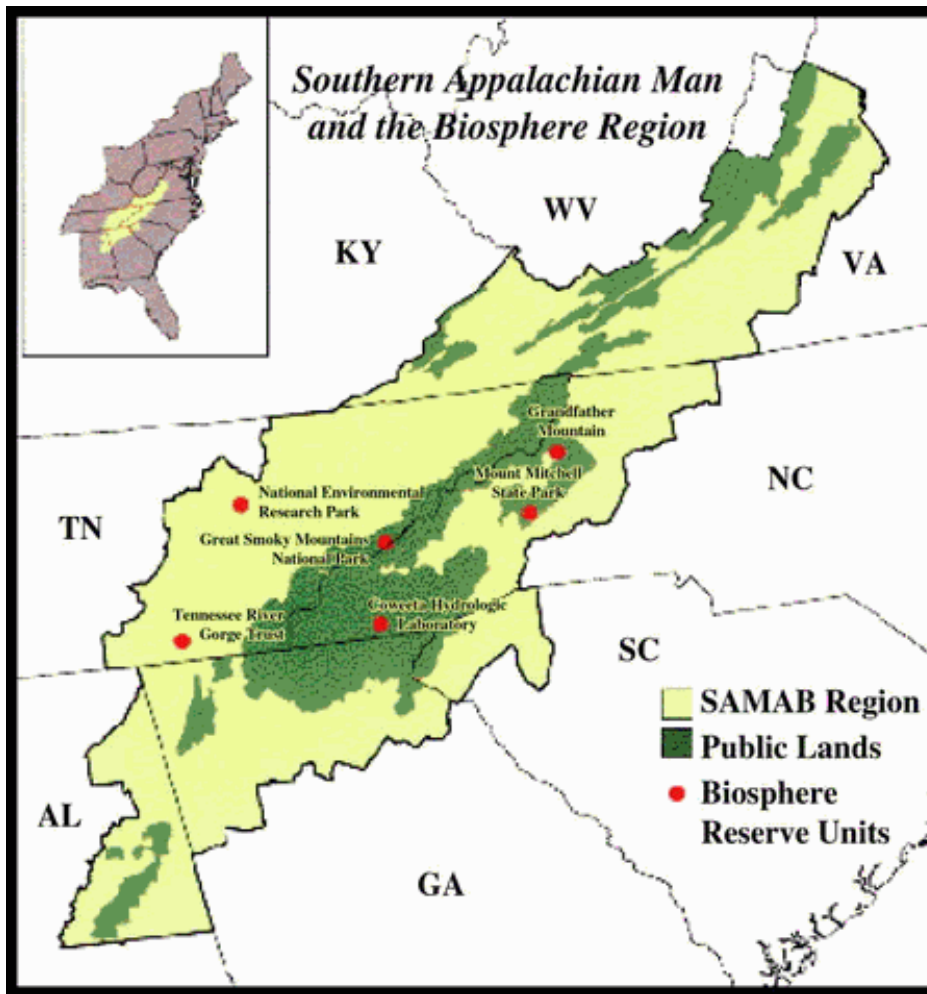 Southern Appalachian Man
and the Biosphere Region
WV
KY
VA
Grandfather
Mountain
Mount Mitchell
State Park
NC
National Environmental
Research Park
TN
Great Smoky Mountains
National Park
Tennessee River
Gorge Trust
Coweeta Hydrologic
Laboratory
SC
SAMAB Region
Public Lands
Biosphere
Reserve Units
AL
GA